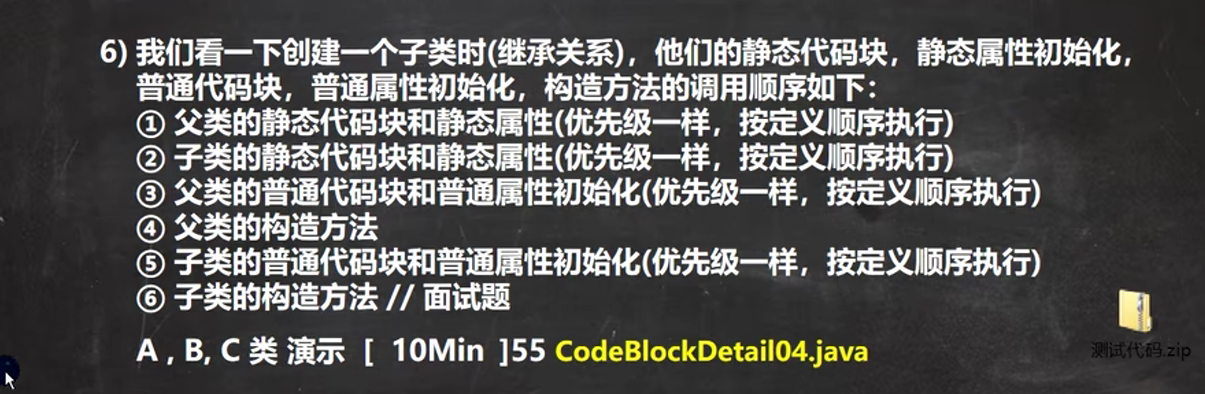 6) 我们看一下创建一个子类时(继承关系)，他们的静态代码块，静态属性初始化，
普通代码块，普通属性初始化，构造方法的调用顺序如下：
① 父类的静态代码块和静态属性(优先级一样，按定义顺序执行)
② 子类的静态代码块和静态属性(优先级一样，按定义顺序执行)
③ 父类的普通代码块和普通属性初始化(优先级一样，按定义顺序执行)
④ 父类的构造方法
⑤ 子类的普通代码块和普通属性初始化(优先级一样，按定义顺序执行)
⑥ 子类的构造方法 // 面试题
A , B, C 类 演示 [ 10Min ]55 CodeBlockDetail04.java
测试代码.zip